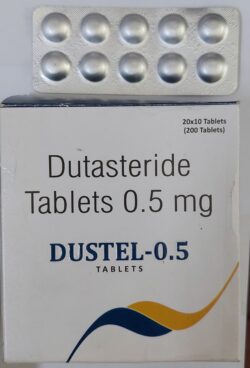 20x10 Tablets
(200 Tablets)
Dutasteride
Tablets 0.5 mg
DUSTEL-0.5
TABLETS